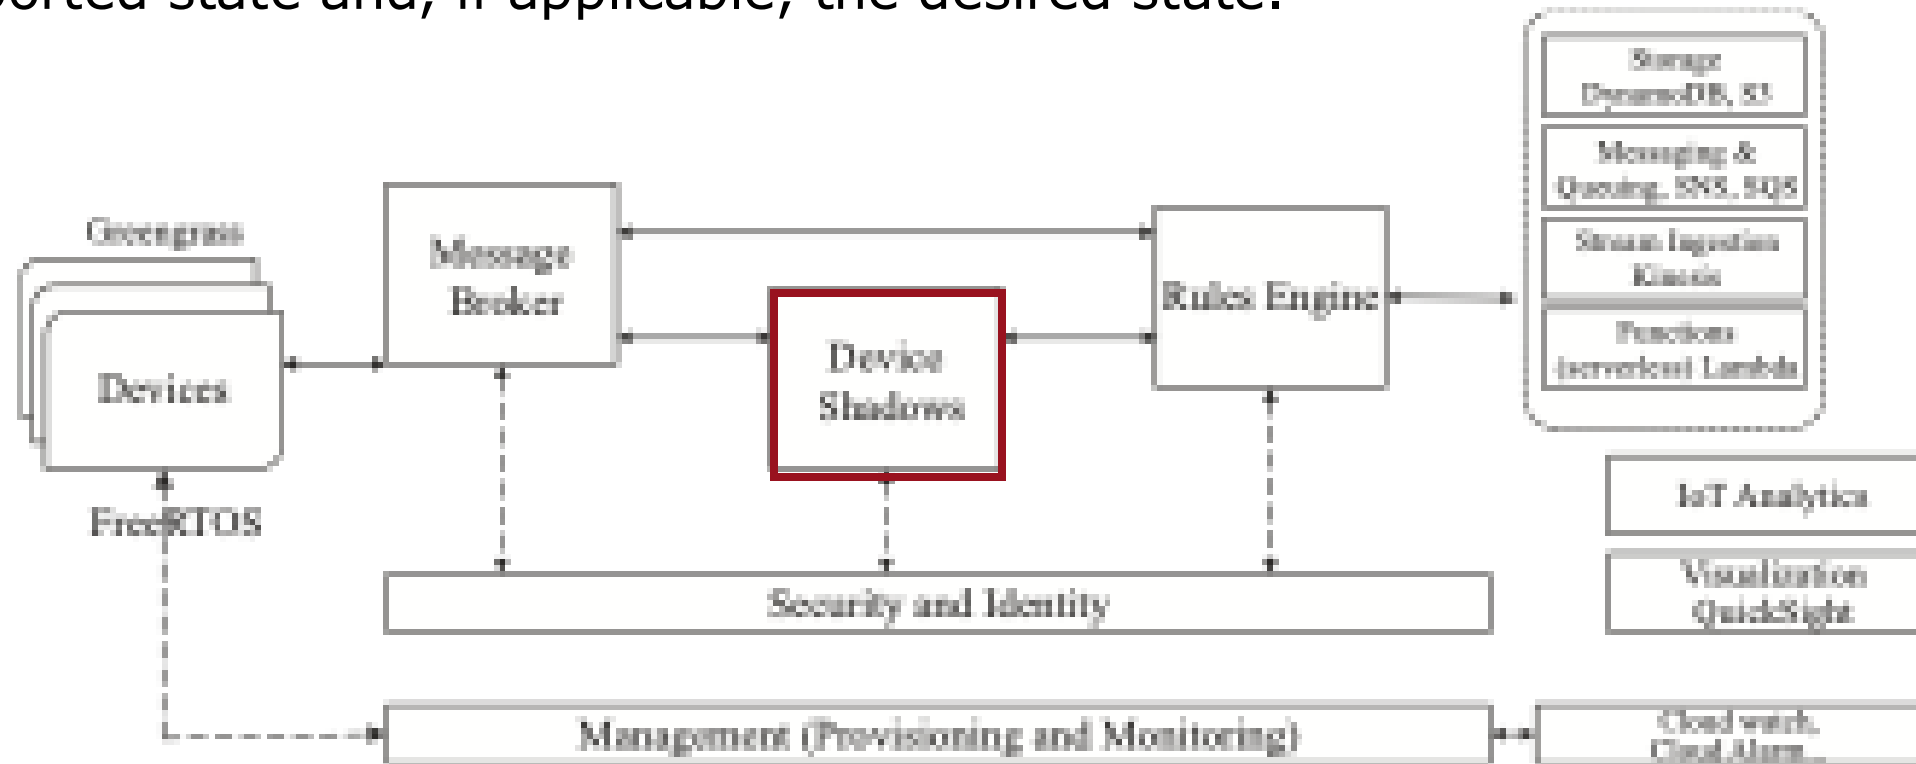 ported state and, if applicable, the desired state.
Storage
DynamoDB, S3
Messaging &
Queuing, SNS, SQS
Stream Ingestion
Kinesis
Functions
(serverless) Lambda
Greengrass
Devices
FreeRTOS
Message
Broker
Device
Shadows
Rules Engine
IoT Analytics
Visualization
QuickSight
Security and Identity
Management (Provisioning and Monitoring)
Cloud watch,
Cloud Alarm...